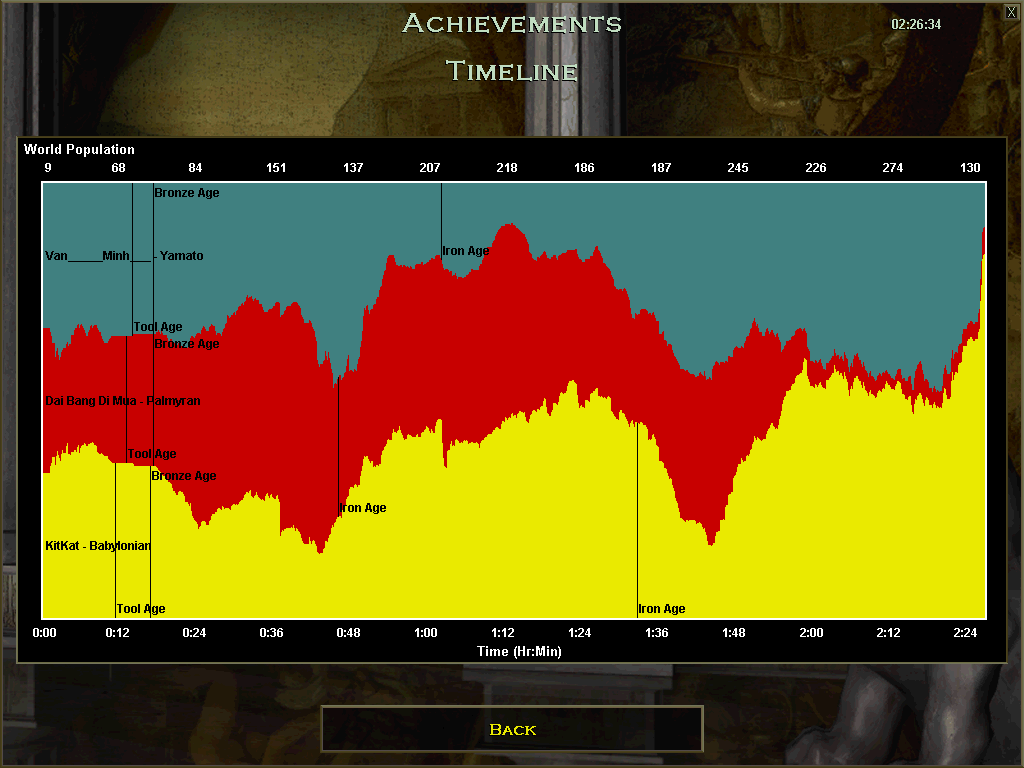 Achievements
02:26:34
X
Timeline
World Population
9 68 84 151 137 207 218 186 187 245 226 274 130
Bronze Age
Iron Age
Van_____Minh___ - Yamato
Tool Age
Bronze Age
Dai Bang Di Mua - Palmyran
Tool Age
Bronze Age
Iron Age
KitKat - Babylonian
Tool Age
Iron Age
0:00 0:12 0:24 0:36 0:48 1:00 1:12 1:24 1:36 1:48 2:00 2:12 2:24
Time (Hr:Min)
Back